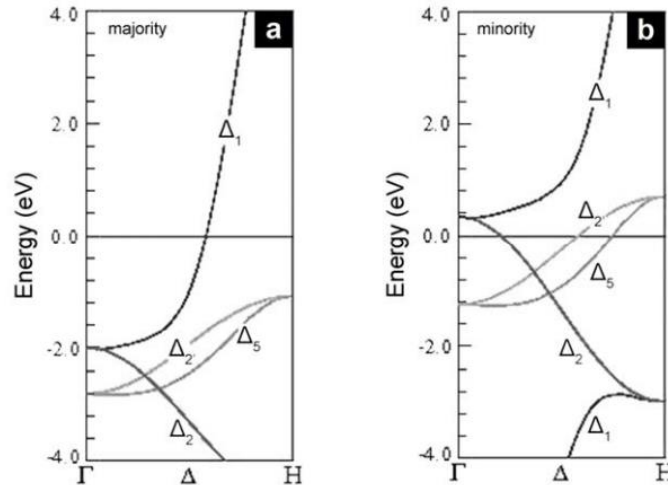 majority
a
4.0
2.0
0.0
-2.0
-4.0
Energy (eV)
Δ1
Δ2'
Δ5
Δ2
Γ
Δ
H
minority
b
4.0
2.0
0.0
-2.0
-4.0
Energy (eV)
Δ1
Δ2'
Δ5
Δ2
Δ1
Γ
Δ
H